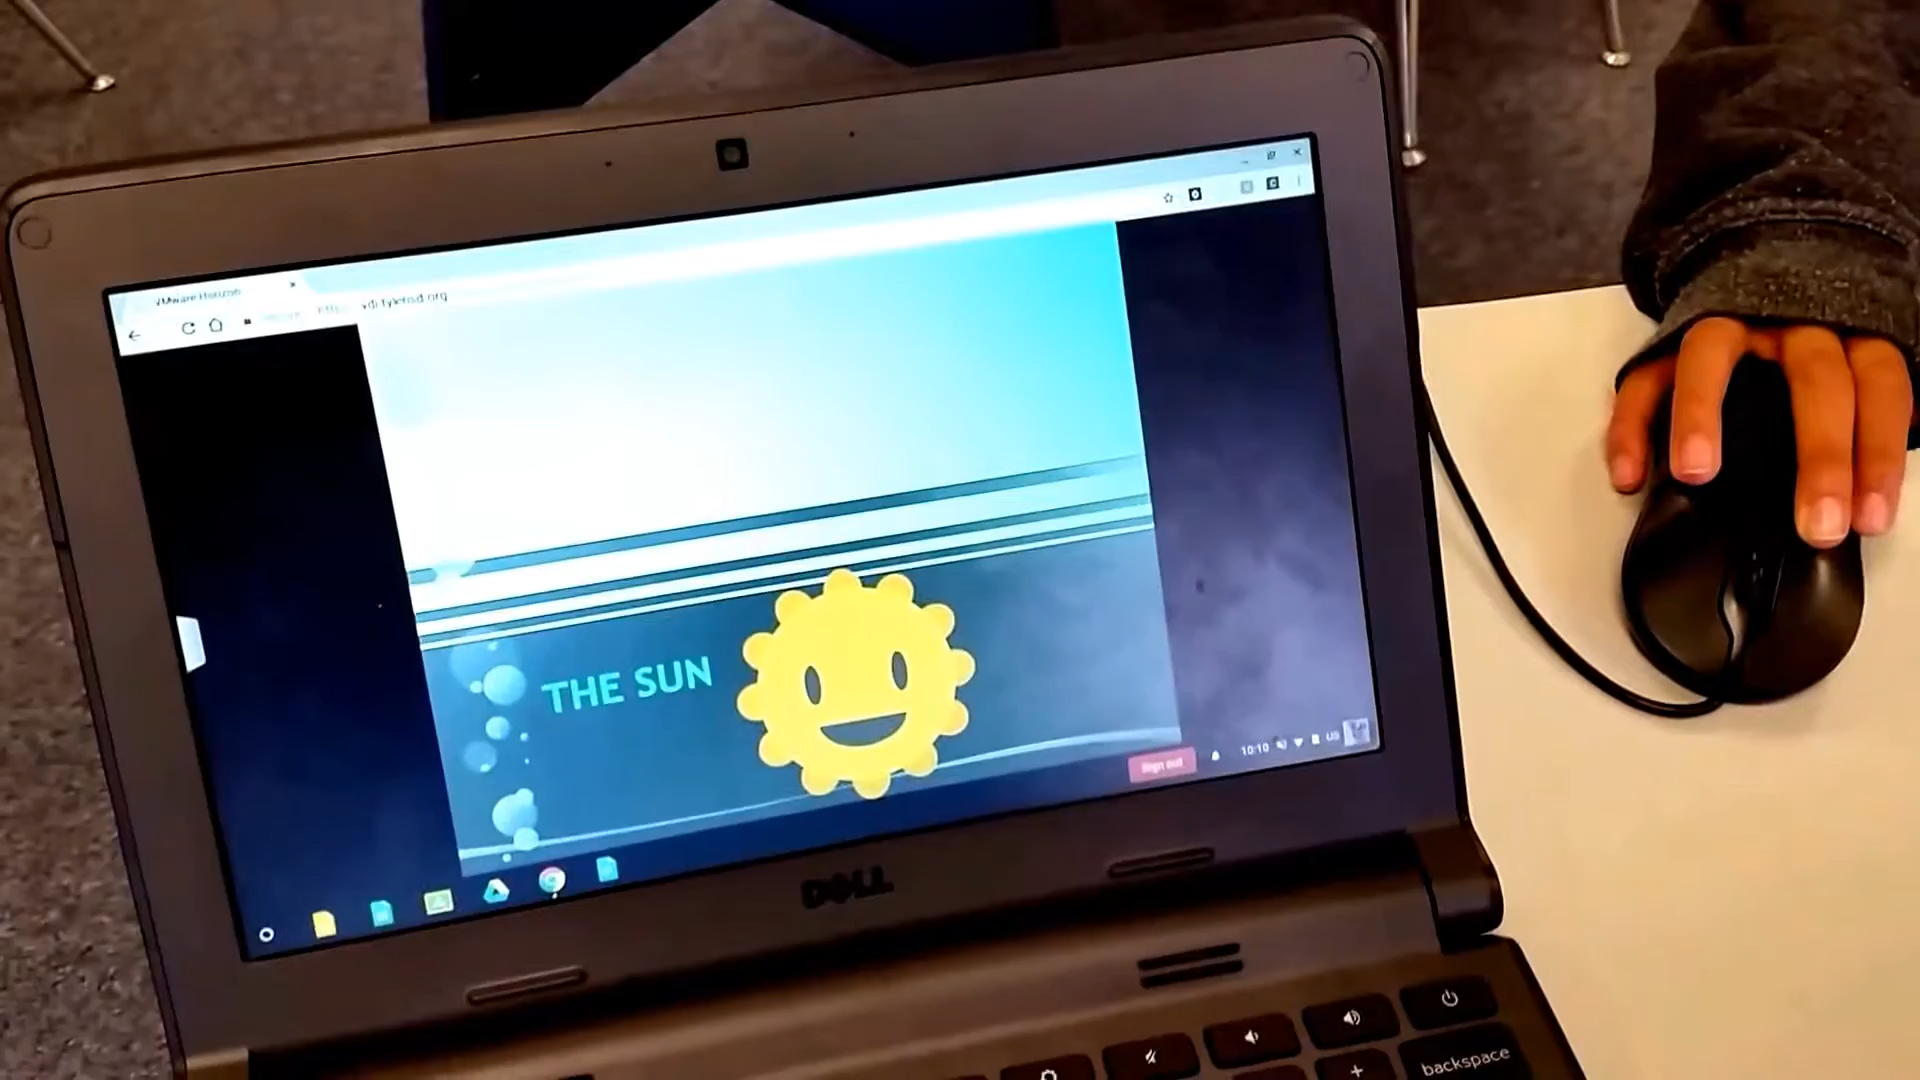 VMware Horizon
vdi.tylerisd.org
THE SUN
Sign out
10:10
US
DELL
backspace
+